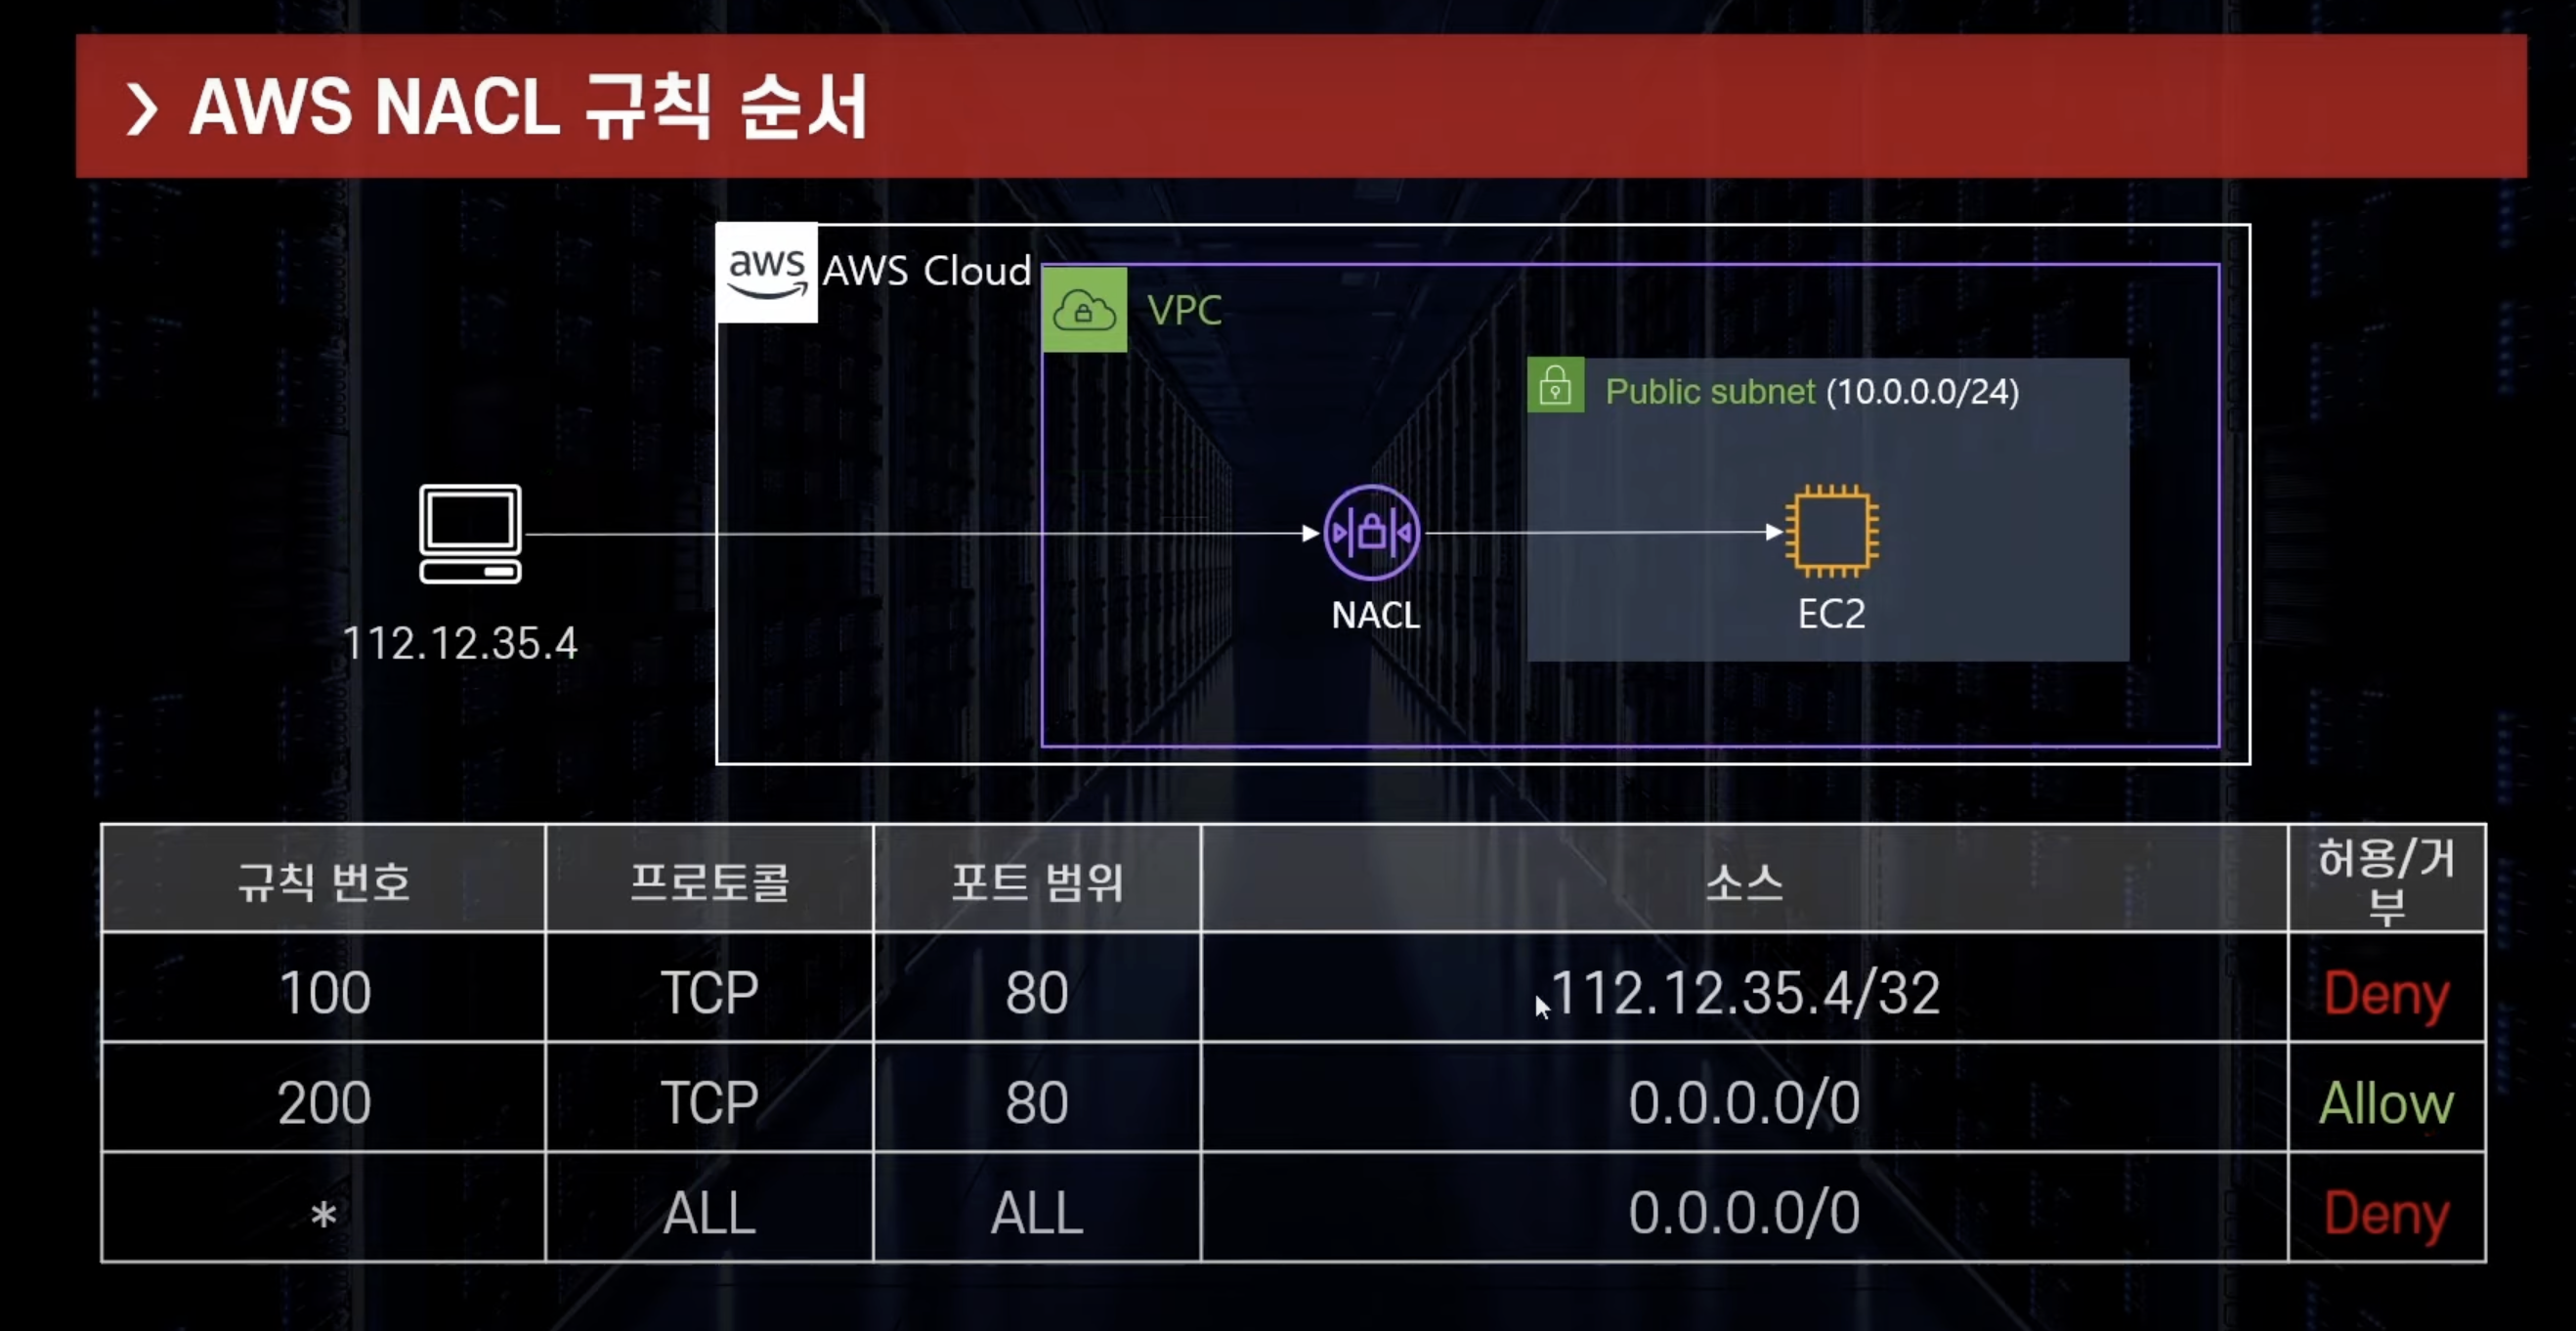 AWS NACL 규칙 순서
aws
AWS Cloud
VPC
Public subnet (10.0.0.0/24)
112.12.35.4
NACL
EC2
규칙 번호 프로토콜 포트 범위 소스 허용/거
부
100 TCP 80 112.12.35.4/32 Deny
200 TCP 80 0.0.0.0/0 Allow
* ALL ALL 0.0.0.0/0 Deny